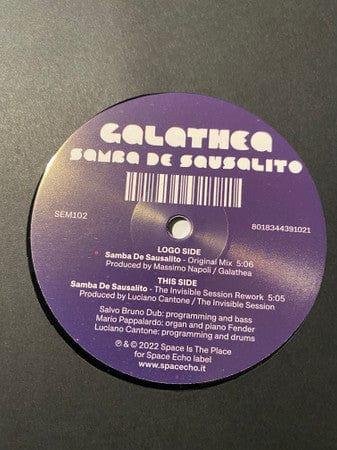 GALATHEA
SAMBA DE SAUSALITO
SEM102
8018344391021
LOGO SIDE
Samba De Sausalito - Original Mix 5:06
Produced by Massimo Napoli / Galathea
THIS SIDE
Samba De Sausalito - The Invisible Session Rework 5:05
Produced by Luciano Cantone / The Invisible Session
Salvo Bruno Dub: programming and bass
Mario Pappalardo: organ and piano Fender
Luciano Cantone: programming and drums
℗ & © 2022 Space Is The Place
for Space Echo label
www.spacecho.it